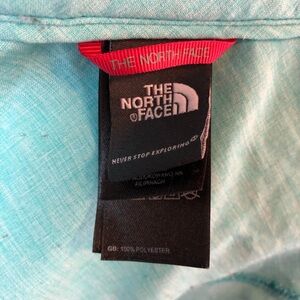 THE NORTH FACE
THE
NORTH
FACE
NEVER STOP EXPLORING
GB: 100% POLYESTER